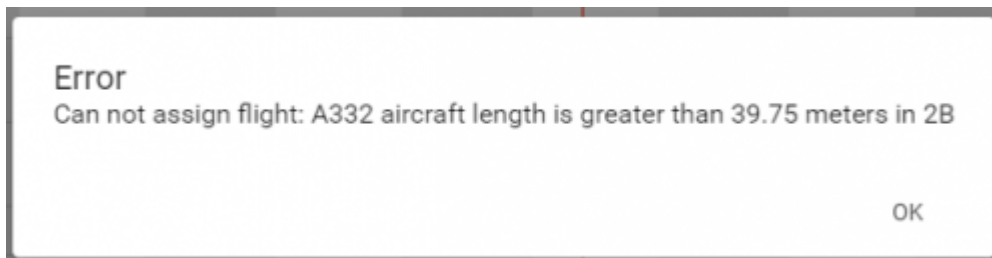 Error
Can not assign flight: A332 aircraft length is greater than 39.75 meters in 2B
OK